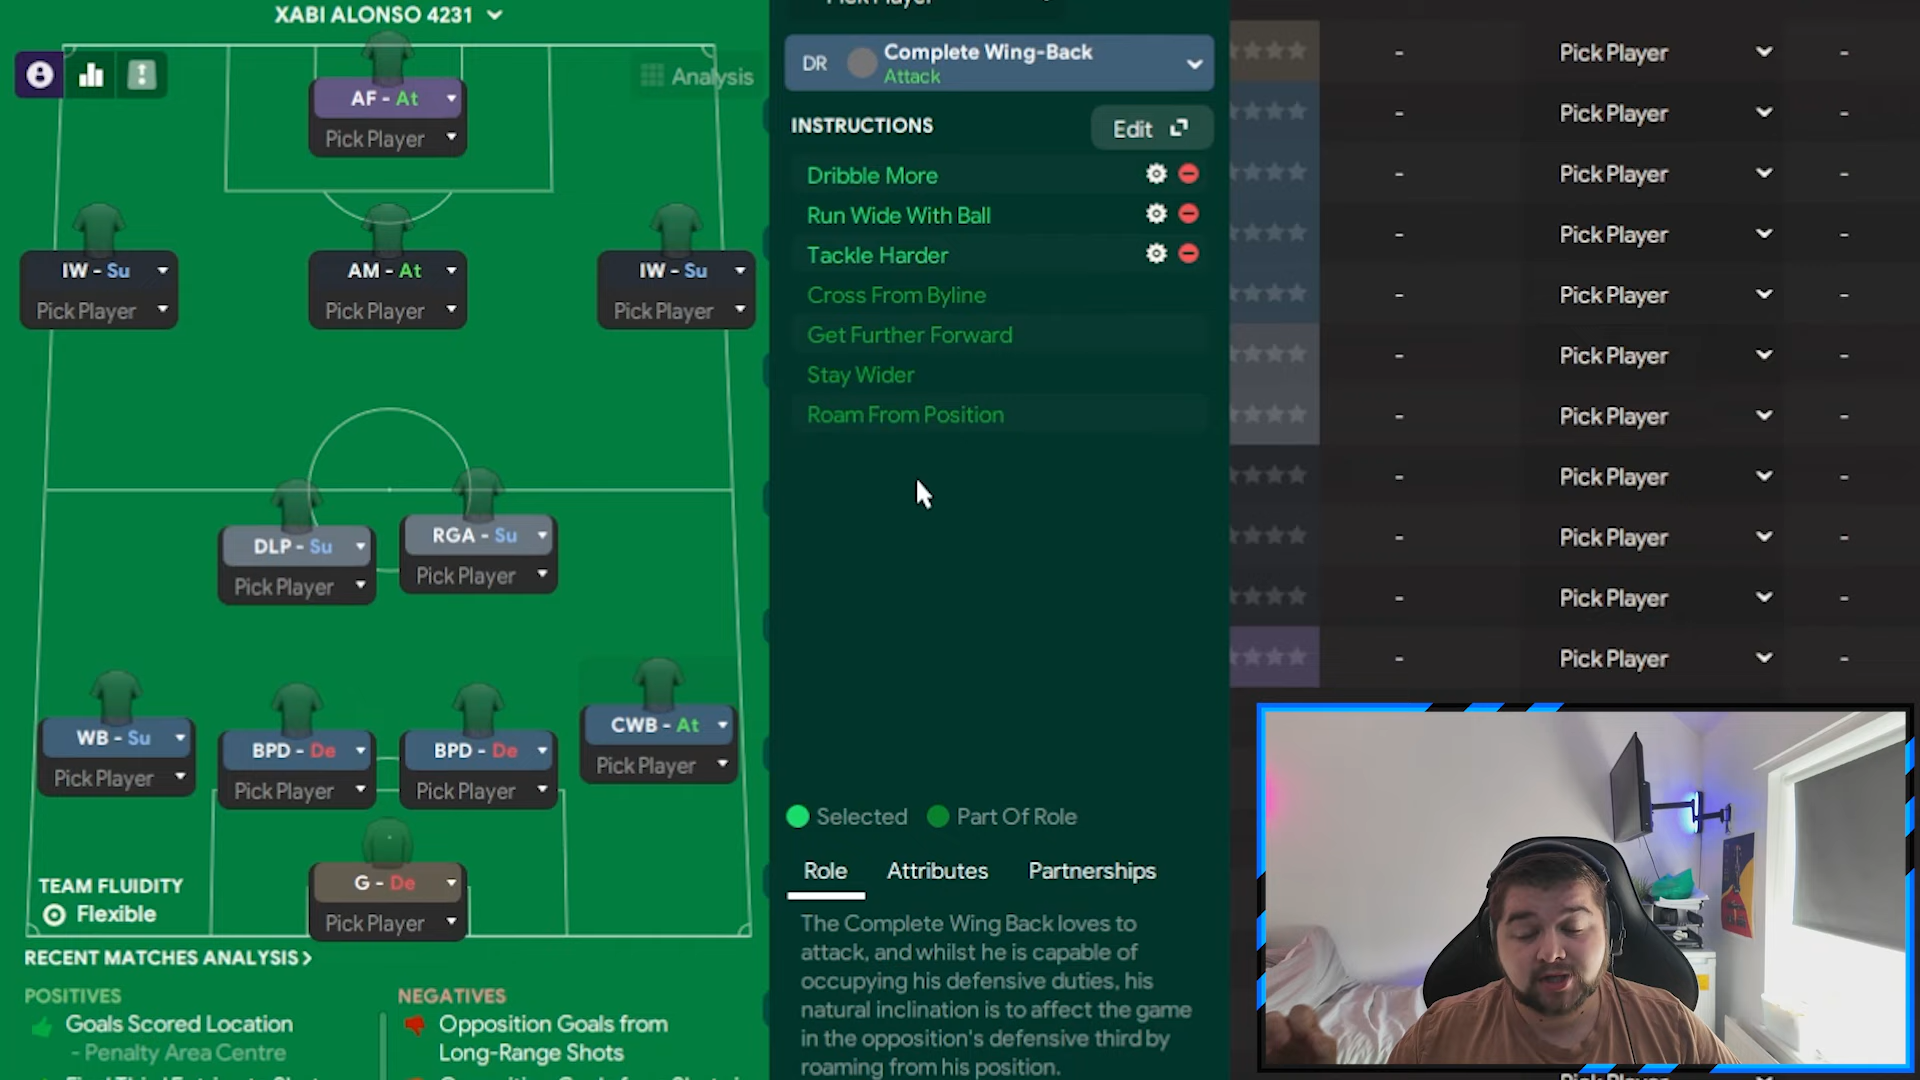 XABI ALONSO 4231
Analysis
AF - At
Pick Player
IW - Su
Pick Player
AM - At
Pick Player
IW - Su
Pick Player
DLP - Su
Pick Player
RGA - Su
Pick Player
WB - Su
Pick Player
BPD - De
Pick Player
BPD - De
Pick Player
CWB - At
Pick Player
G - De
Pick Player
TEAM FLUIDITY
Flexible
RECENT MATCHES ANALYSIS >
POSITIVES
Goals Scored Location
- Penalty Area Centre
NEGATIVES
Opposition Goals from
Long-Range Shots
Pick Player
DR Complete Wing-Back
Attack
INSTRUCTIONS
Edit
Dribble More
Run Wide With Ball
Tackle Harder
Cross From Byline
Get Further Forward
Stay Wider
Roam From Position
Selected Part Of Role
Role Attributes Partnerships
The Complete Wing Back loves to
attack, and whilst he is capable of
occupying his defensive duties, his
natural inclination is to affect the game
in the opposition's defensive third by
roaming from his position.
- Pick Player -
- Pick Player -
- Pick Player -
- Pick Player -
- Pick Player -
- Pick Player -
- Pick Player -
- Pick Player -
- Pick Player -
- Pick Player -
- Pick Player -